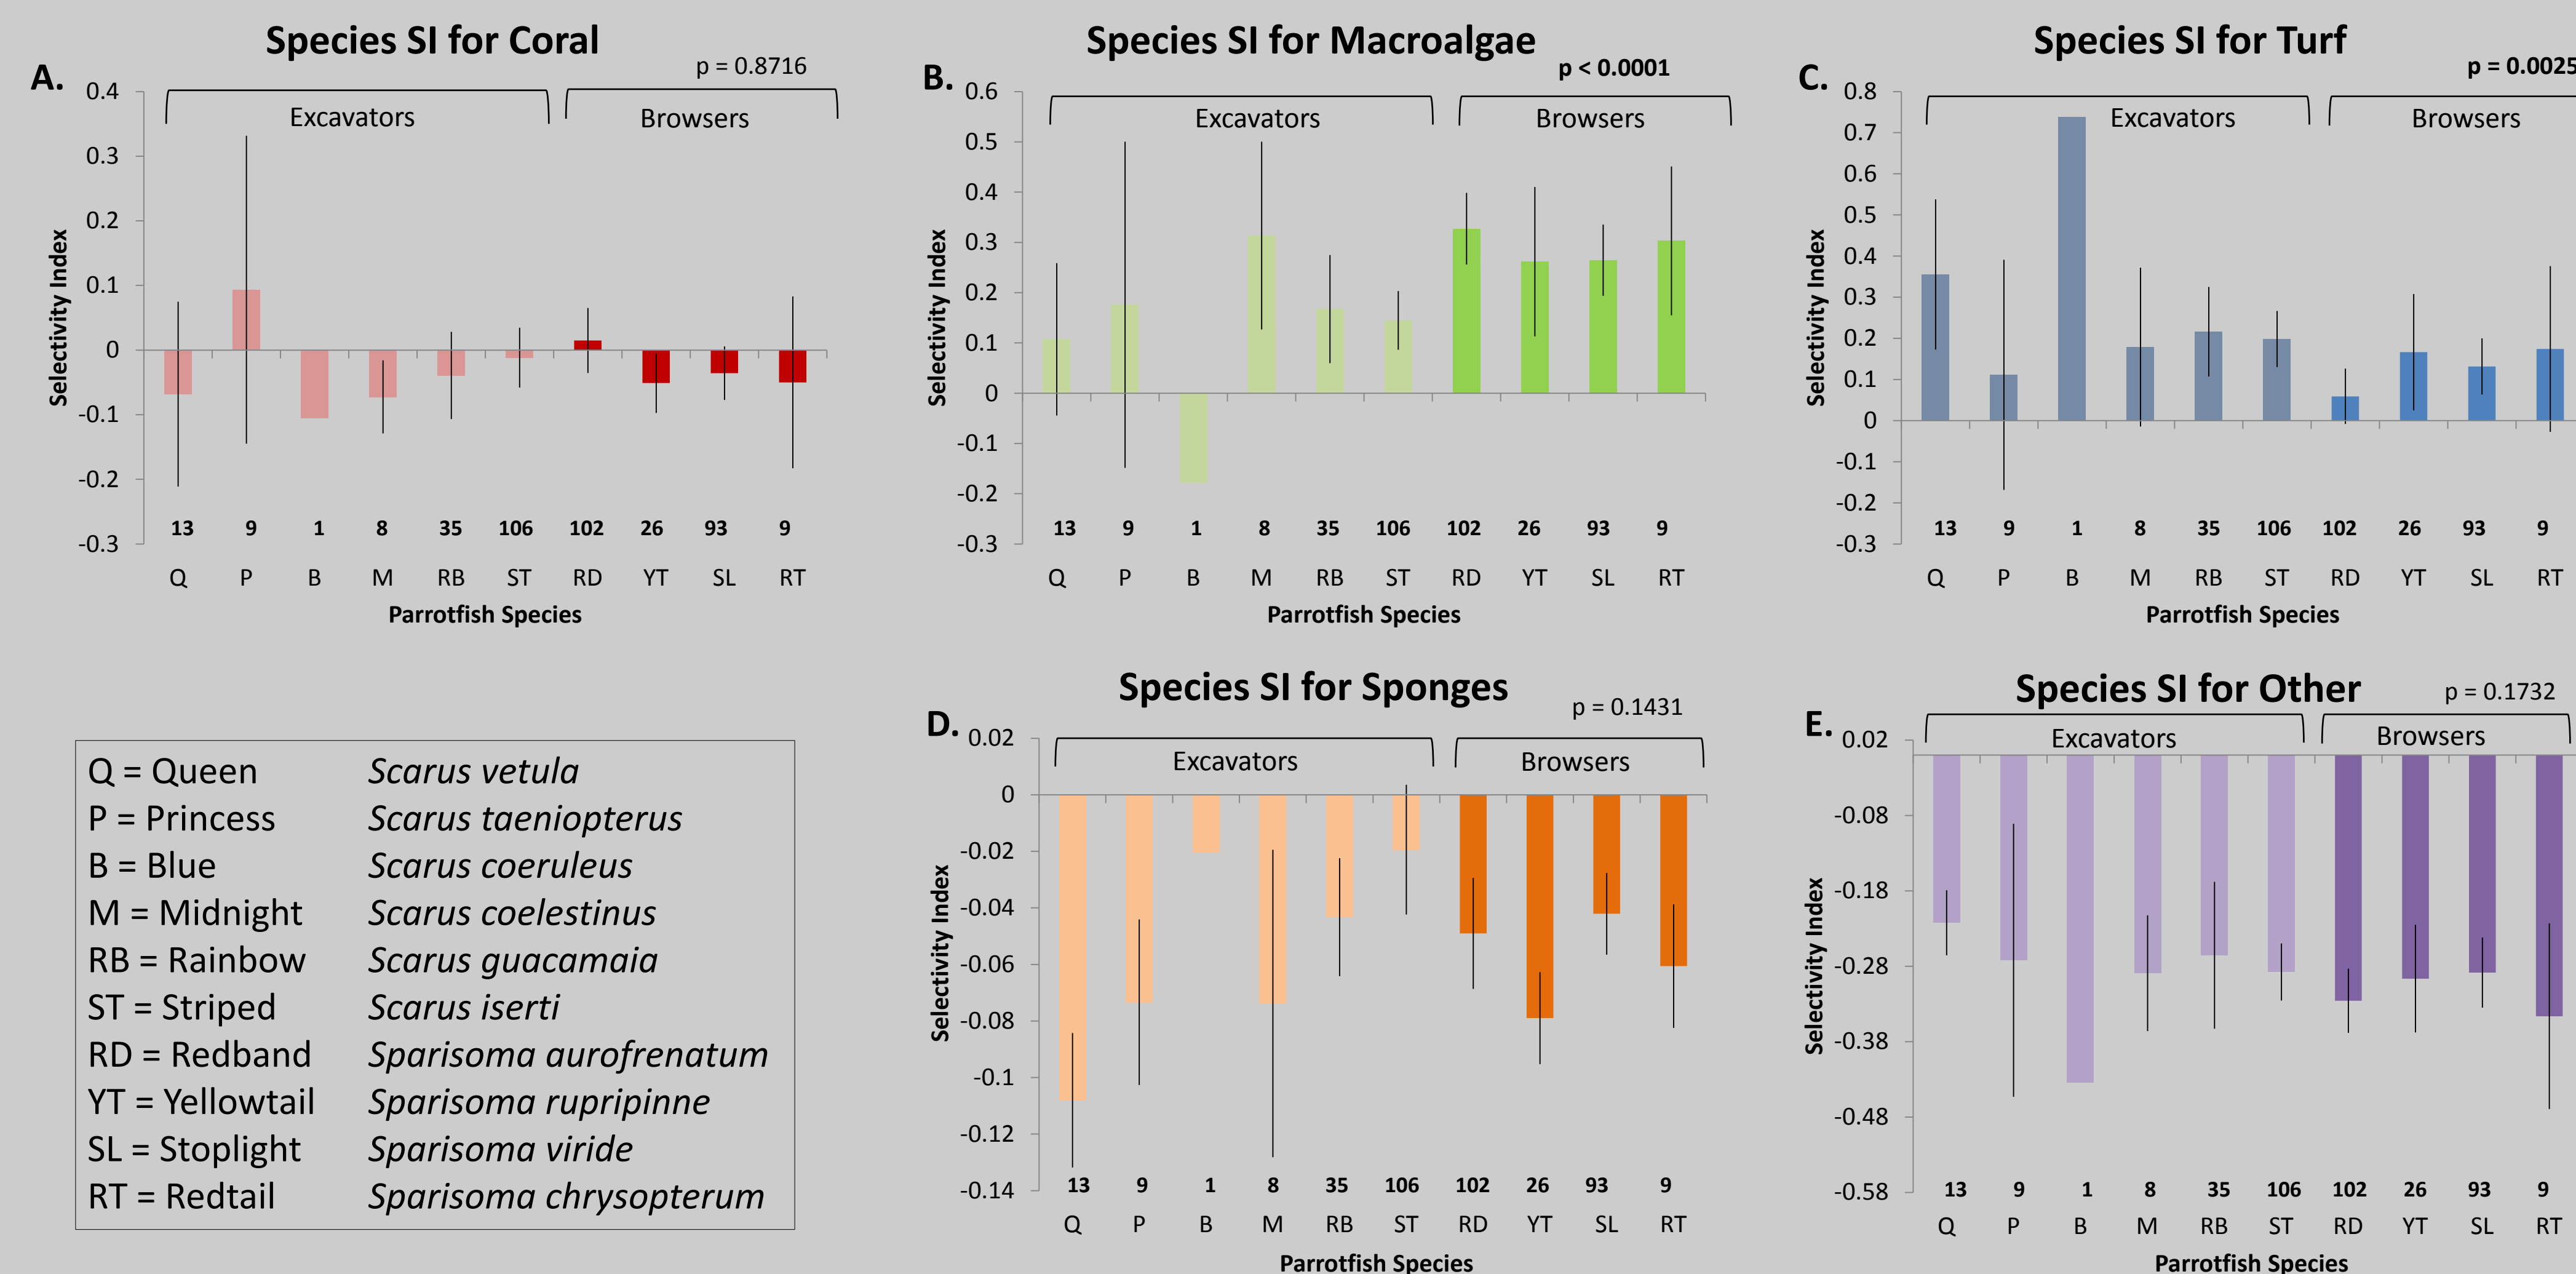 Species SI for Coral
A.
p = 0.8716
Excavators
Browsers
Selectivity Index
0.4
0.3
0.2
0.1
0
-0.1
-0.2
-0.3
13 9 1 8 35 106 102 26 93 9
Q P B M RB ST RD YT SL RT
Parrotfish Species
Species SI for Macroalgae
B.
p < 0.0001
Excavators
Browsers
Selectivity Index
0.6
0.5
0.4
0.3
0.2
0.1
0
-0.1
-0.2
-0.3
13 9 1 8 35 106 102 26 93 9
Q P B M RB ST RD YT SL RT
Parrotfish Species
Species SI for Turf
C.
p = 0.0025
Excavators
Browsers
Selectivity Index
0.8
0.7
0.6
0.5
0.4
0.3
0.2
0.1
0
-0.1
-0.2
-0.3
13 9 1 8 35 106 102 26 93 9
Q P B M RB ST RD YT SL RT
Parrotfish Species
Q = Queen Scarus vetula
P = Princess Scarus taeniopterus
B = Blue Scarus coeruleus
M = Midnight Scarus coelestinus
RB = Rainbow Scarus guacamaia
ST = Striped Scarus iserti
RD = Redband Sparisoma aurofrenatum
YT = Yellowtail Sparisoma rupripinne
SL = Stoplight Sparisoma viride
RT = Redtail Sparisoma chrysopterum
Species SI for Sponges
D.
p = 0.1431
Excavators
Browsers
Selectivity Index
0.02
0
-0.02
-0.04
-0.06
-0.08
-0.1
-0.12
-0.14
13 9 1 8 35 106 102 26 93 9
Q P B M RB ST RD YT SL RT
Parrotfish Species
Species SI for Other
E.
p = 0.1732
Excavators
Browsers
Selectivity Index
0.02
-0.08
-0.18
-0.28
-0.38
-0.48
-0.58
13 9 1 8 35 106 102 26 93 9
Q P B M RB ST RD YT SL RT
Parrotfish Species